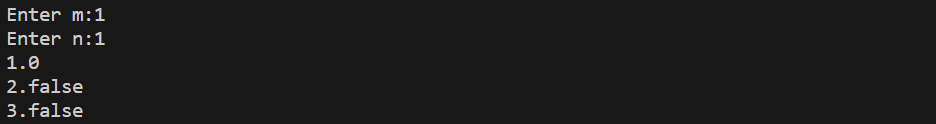 Enter m:1
Enter n:1
1.0
2.false
3.false